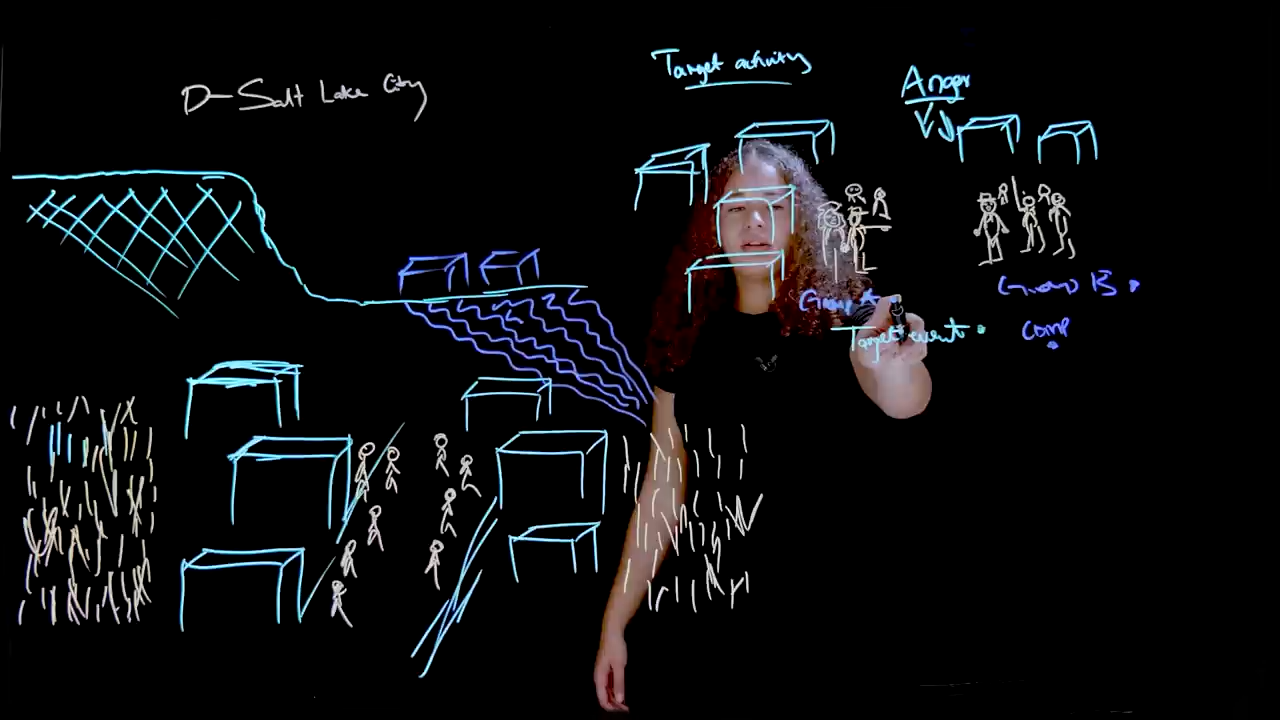 D-Salt Lake City
Target activity
Anger
Group A
Group B
Target event
comp